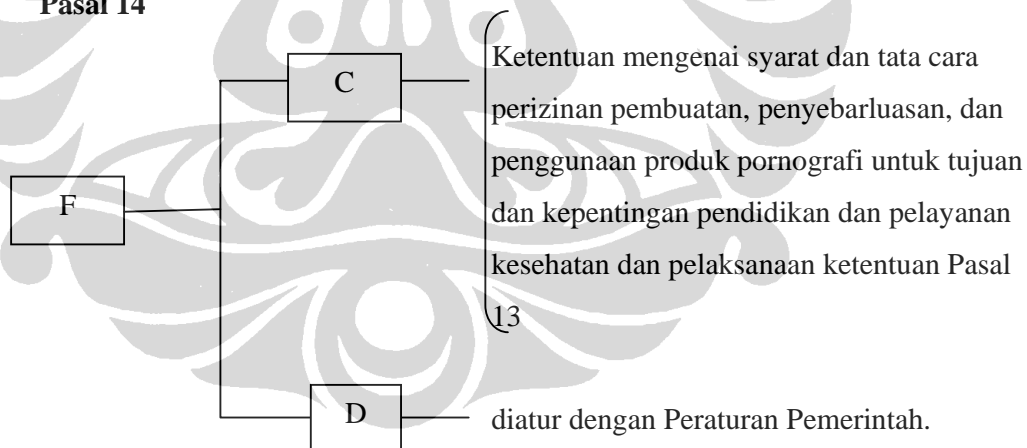 Pasal 14
C
Ketentuan mengenai syarat dan tata cara
perizinan pembuatan, penyebarluasan, dan
penggunaan produk pornografi untuk tujuan
F
dan kepentingan pendidikan dan pelayanan
kesehatan dan pelaksanaan ketentuan Pasal
13
D
diatur dengan Peraturan Pemerintah.